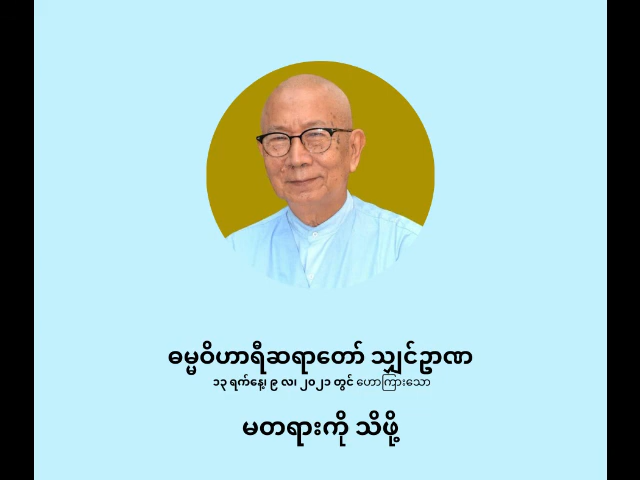 ဓမ္မဝိဟာရီဆရာတော် သျှင်ဥာဏ
၁၃ ရက်နေ့၊ ၉ လ၊ ၂၀၂၁ တွင် ဟောကြားသော
မတရားကို သိဖို့